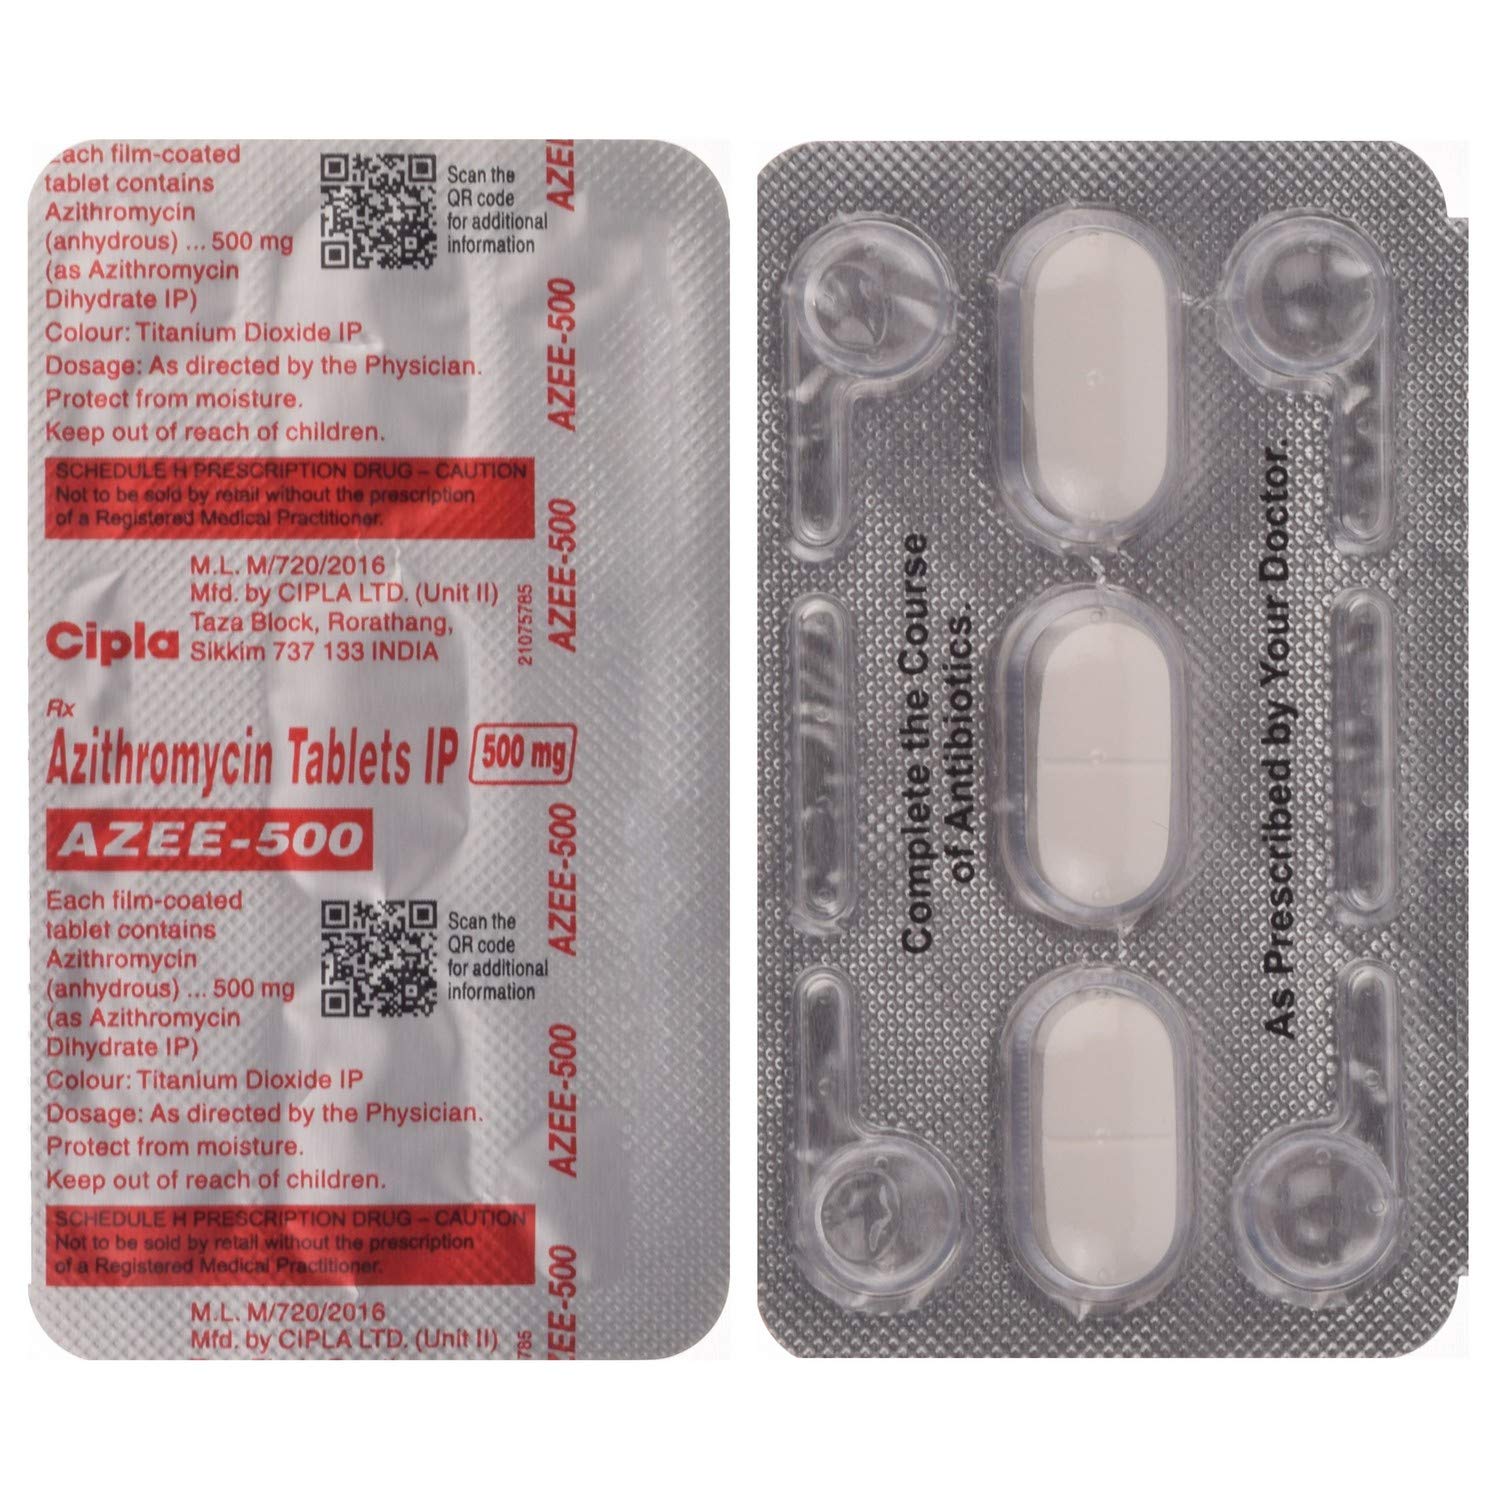 Each film-coated
tablet contains
Azithromycin
(anhydrous) ... 500 mg
(as Azithromycin
Dihydrate IP)
Colour: Titanium Dioxide IP
Dosage: As directed by the Physician.
Protect from moisture.
Keep out of reach of children.
Scan the
QR code
for additional
information
SCHEDULE H PRESCRIPTION DRUG – CAUTION
Not to be sold by retail without the prescription
of a Registered Medical Practitioner.
M.L. M/720/2016
Mfd. by CIPLA LTD. (Unit II)
Taza Block, Rorathang,
Sikkim 737 133 INDIA
Cipla
21075785
Rx
Azithromycin Tablets IP 500 mg
AZEE-500
Each film-coated
tablet contains
Azithromycin
(anhydrous) ... 500 mg
(as Azithromycin
Dihydrate IP)
Colour: Titanium Dioxide IP
Dosage: As directed by the Physician.
Protect from moisture.
Keep out of reach of children.
Scan the
QR code
for additional
information
SCHEDULE H PRESCRIPTION DRUG – CAUTION
Not to be sold by retail without the prescription
of a Registered Medical Practitioner.
M.L. M/720/2016
Mfd. by CIPLA LTD. (Unit II)
785
AZEE
AZEE-500
AZEE-500
AZEE-500
AZEE-500
AZEE-500
Complete the Course
of Antibiotics.
As Prescribed by Your Doctor.